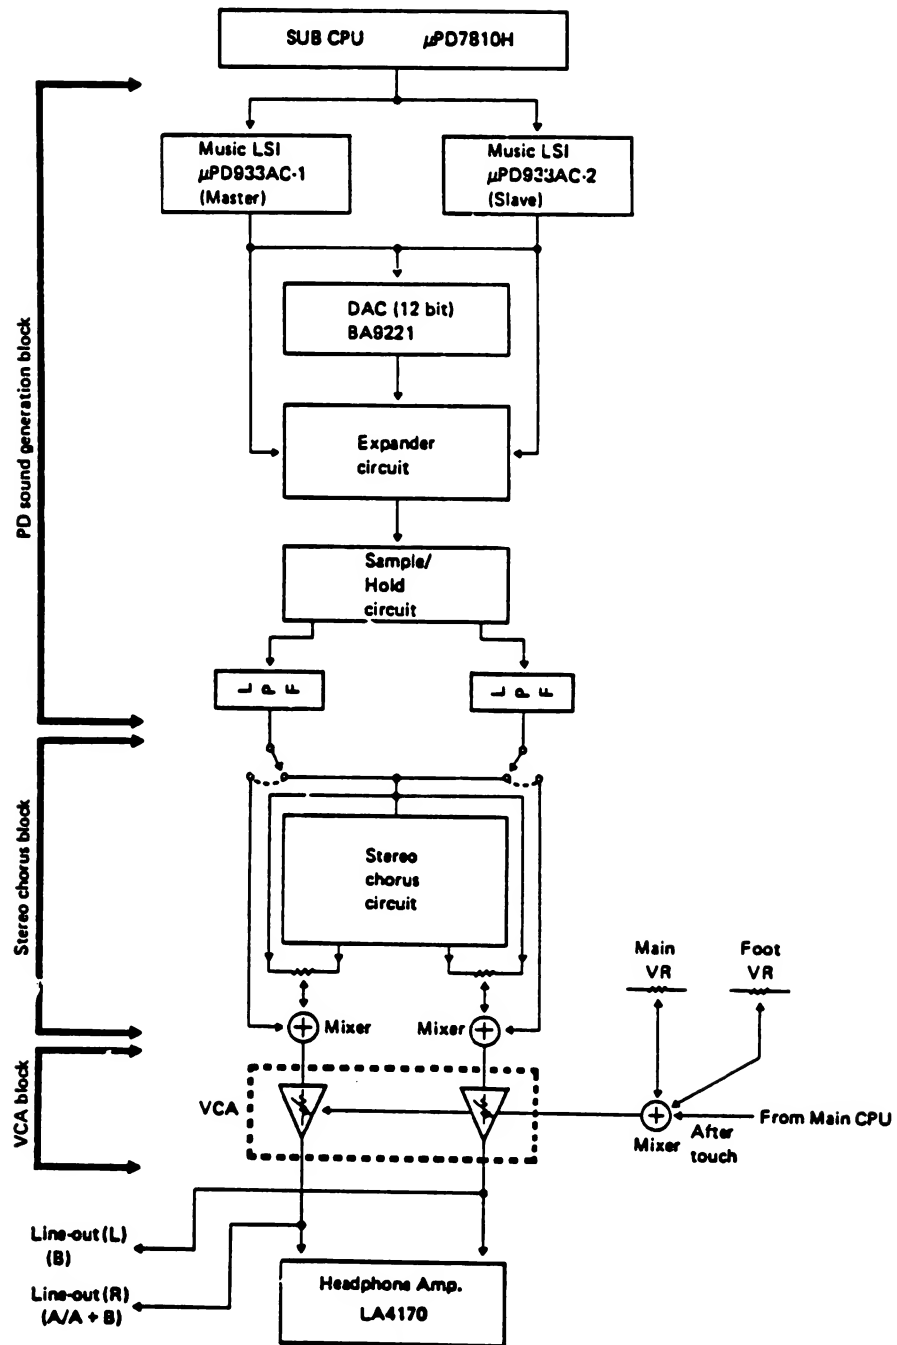 SUB CPU μPD7810H
Music LSI
μPD933AC-1
(Master)
Music LSI
μPD933AC-2
(Slave)
DAC (12 bit)
BA9221
Expander
circuit
Sample/
Hold
circuit
LPF
LPF
PD sound generation block
Stereo
chorus
circuit
Stereo chorus block
Main
VR
Foot
VR
Mixer
Mixer
VCA
VCA block
Mixer
After
touch
From Main CPU
Line-out (L)
(B)
Line-out (R)
(A/A + B)
Headphone Amp.
LA4170